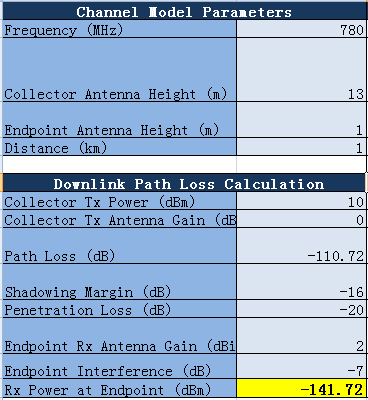 Channel Model Parameters
Frequency (MHz) 780
Collector Antenna Height (m) 13
Endpoint Antenna Height (m) 1
Distance (km) 1
Downlink Path Loss Calculation
Collector Tx Power (dBm) 10
Collector Tx Antenna Gain (dB 0
Path Loss (dB) -110.72
Shadowing Margin (dB) -16
Penetration Loss (dB) -20
Endpoint Rx Antenna Gain (dBi 2
Endpoint Interference (dB) -7
Rx Power at Endpoint (dBm) -141.72